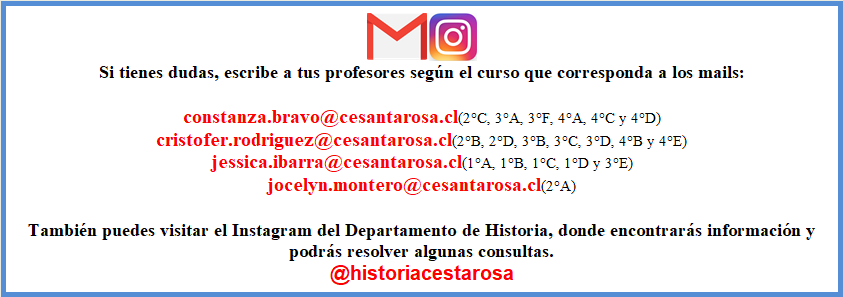 Si tienes dudas, escribe a tus profesores según el curso que corresponda a los mails:
constanza.bravo@cesantarosa.cl(2°C, 3°A, 3°F, 4°A, 4°C y 4°D)
cristofer.rodriguez@cesantarosa.cl(2°B, 2°D, 3°B, 3°C, 3°D, 4°B y 4°E)
jessica.ibarra@cesantarosa.cl(1°A, 1°B, 1°C, 1°D y 3°E)
jocelyn.montero@cesantarosa.cl(2°A)
También puedes visitar el Instagram del Departamento de Historia, donde encontrarás información y
podrás resolver algunas consultas.
@historiacestarosa